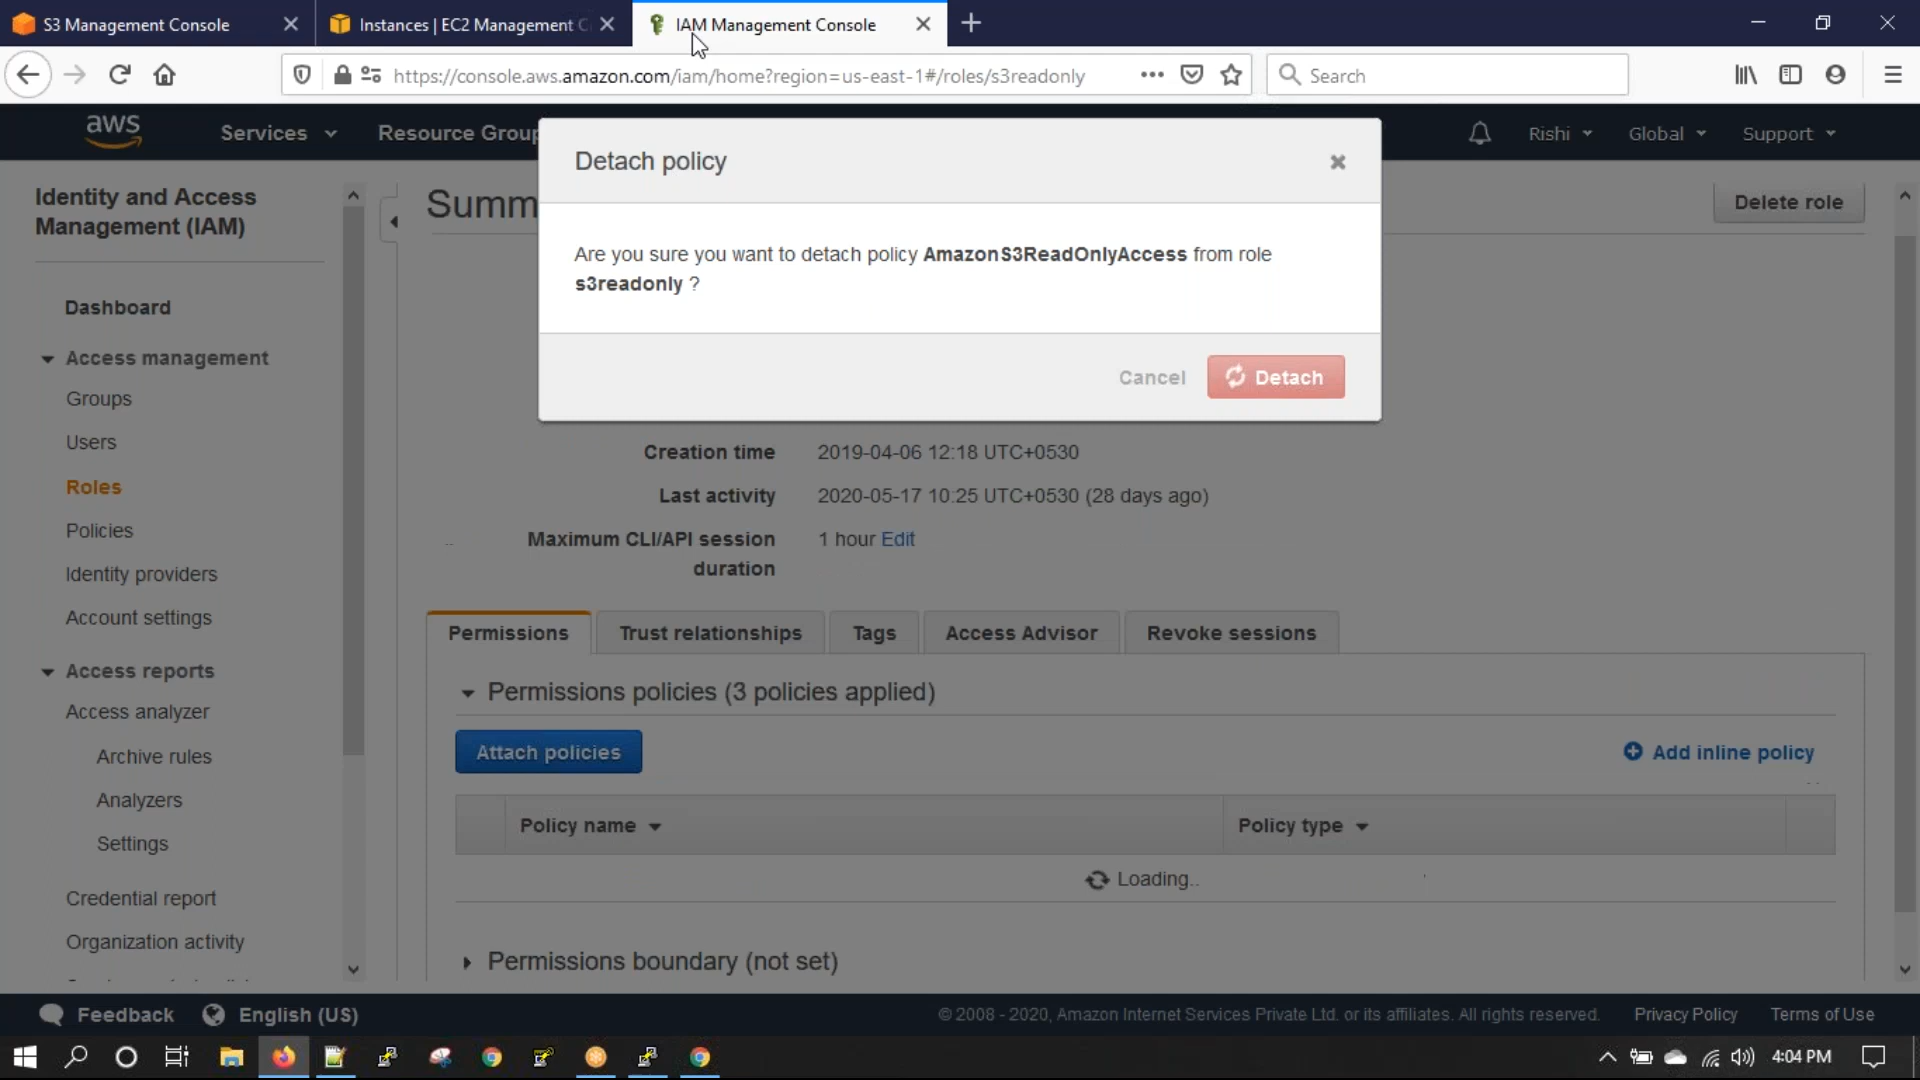 S3 Management Console
Instances | EC2 Management C
IAM Management Console
https://console.aws.amazon.com/iam/home?region=us-east-1#/roles/s3readonly
Search
aws
Services
Resource Group
Rishi
Global
Support
Detach policy
Are you sure you want to detach policy AmazonS3ReadOnlyAccess from role
s3readonly ?
Cancel
Detach
Identity and Access
Management (IAM)
Dashboard
Access management
Groups
Users
Roles
Policies
Identity providers
Account settings
Access reports
Access analyzer
Archive rules
Analyzers
Settings
Credential report
Organization activity
Summ
Delete role
Creation time 2019-04-06 12:18 UTC+0530
Last activity 2020-05-17 10:25 UTC+0530 (28 days ago)
Maximum CLI/API session 1 hour Edit
duration
Permissions
Trust relationships
Tags
Access Advisor
Revoke sessions
Permissions policies (3 policies applied)
Attach policies
Add inline policy
Policy name
Policy type
Loading..
Permissions boundary (not set)
Feedback
English (US)
© 2008 - 2020, Amazon Internet Services Private Ltd. or its affiliates. All rights reserved.
Privacy Policy
Terms of Use
4:04 PM